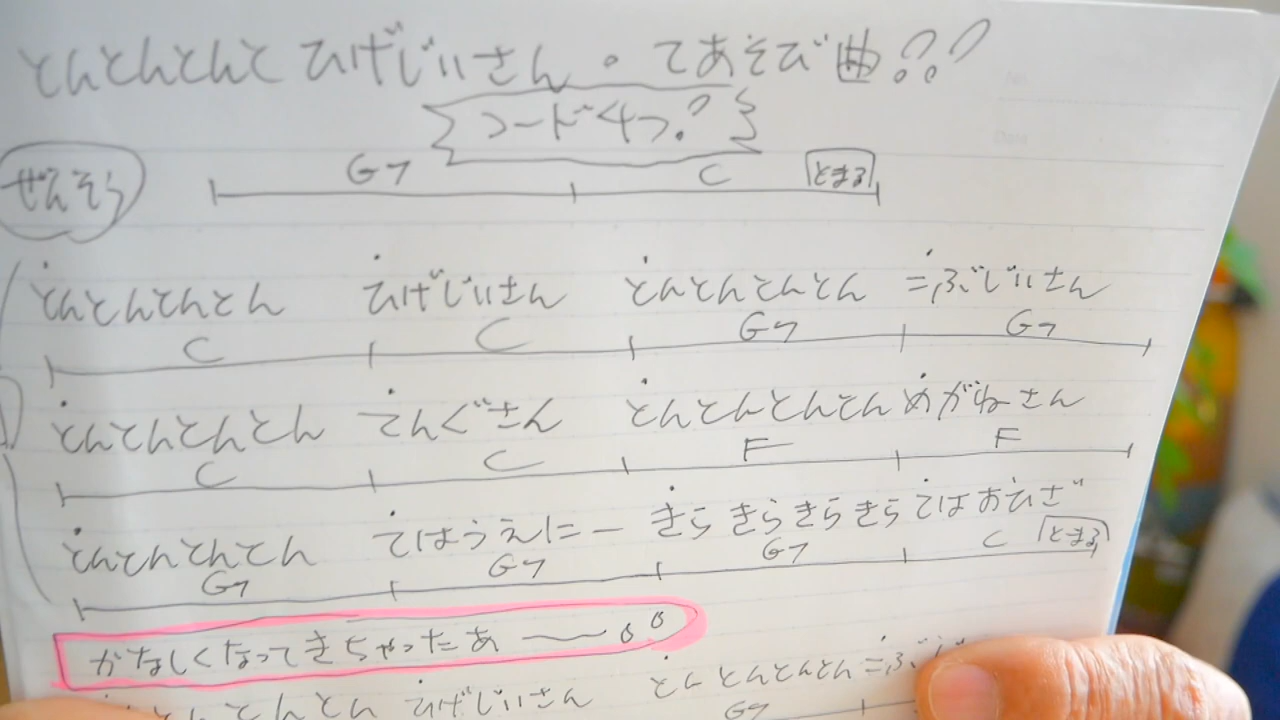 とんとんとんと ひげじいさん。てあそび曲??
コード4つ?
ぜんそう G7 C とまる
とんとんとんとん ひげじいさん とんとんとんとん こぶじいさん
C C G7 G7
とんとんとんとん てんぐさん とんとんとんとん めがねさん
C C F F
とんとんとんとん てはうえにー きらきらきらきら てはおひざ
G7 G7 G7 C とまる
かなしくなってきちゃったあー
とんとんとん ひげじいさん とんとんとんとん こぶじ
G7